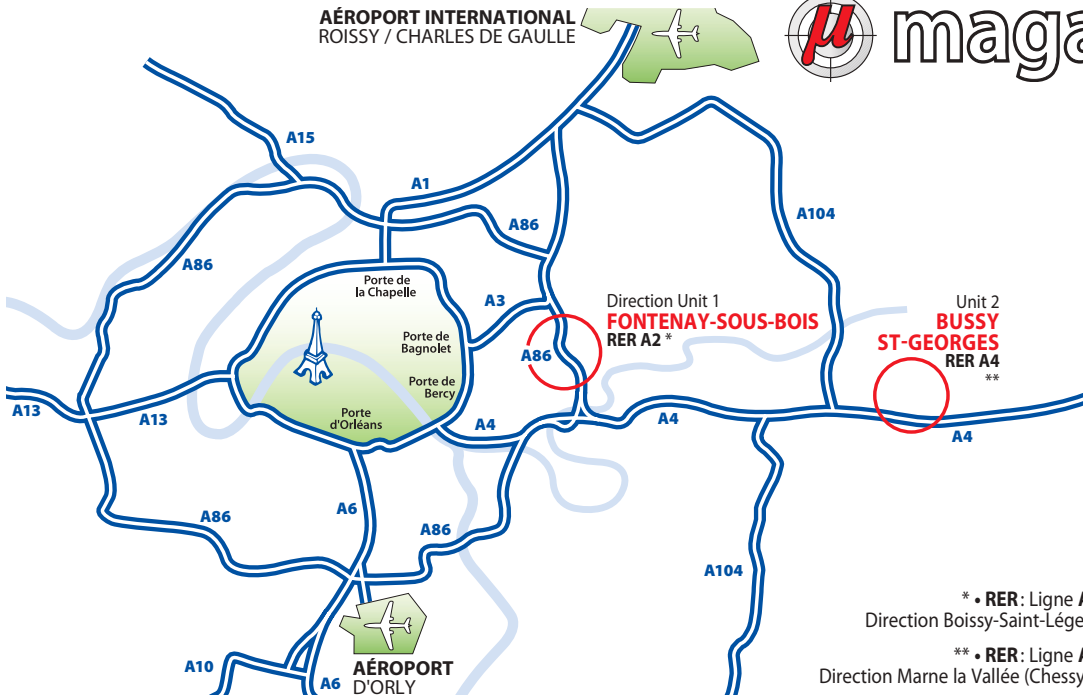 AÉROPORT INTERNATIONAL
ROISSY / CHARLES DE GAULLE
µ
A15
A1
A86
A104
A86
Porte de
la Chapelle
A3
Direction Unit 1
FONTENAY-SOUS-BOIS
RER A2 *
Unit 2
BUSSY
ST-GEORGES
RER A4
**
Porte de
Bagnolet
A86
Porte de
Bercy
A13
A13
Porte
d'Orléans
A4
A4
A4
A6
A86
A86
A104
* • RER : Ligne A
Direction Boissy-Saint-Lége
** • RER : Ligne A
Direction Marne la Vallée (Chessy
A10
A6
AÉROPORT
D'ORLY